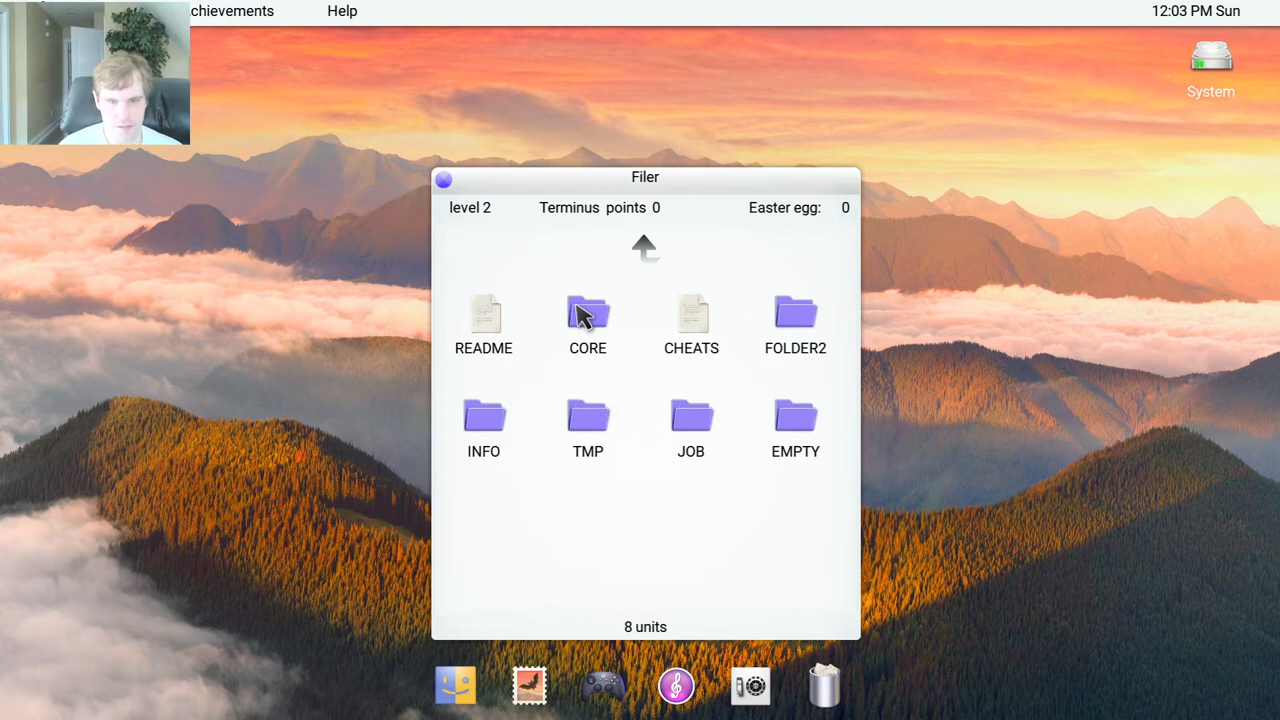 chievements Help 12:03 PM Sun
System
Filer
level 2 Terminus points 0 Easter egg: 0
README CORE CHEATS FOLDER2
INFO TMP JOB EMPTY
8 units